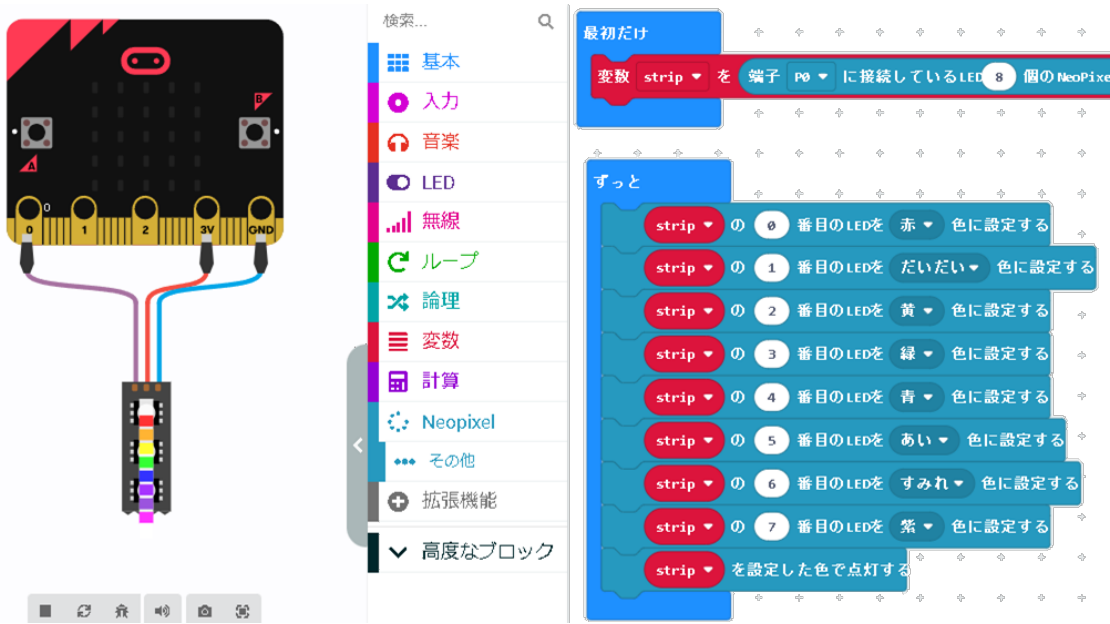 B
A
0
0
1
2
3V
GND
検索...
基本
入力
音楽
LED
無線
ループ
論理
変数
計算
Neopixel
その他
拡張機能
高度なブロック
最初だけ
変数 strip を 端子 P0 に接続しているLED 8 個のNeoPixe
ずっと
strip の 0 番目のLEDを 赤 色に設定する
strip の 1 番目のLEDを だいだい 色に設定する
strip の 2 番目のLEDを 黄 色に設定する
strip の 3 番目のLEDを 緑 色に設定する
strip の 4 番目のLEDを 青 色に設定する
strip の 5 番目のLEDを あい 色に設定する
strip の 6 番目のLEDを すみれ 色に設定する
strip の 7 番目のLEDを 紫 色に設定する
strip を設定した色で点灯する